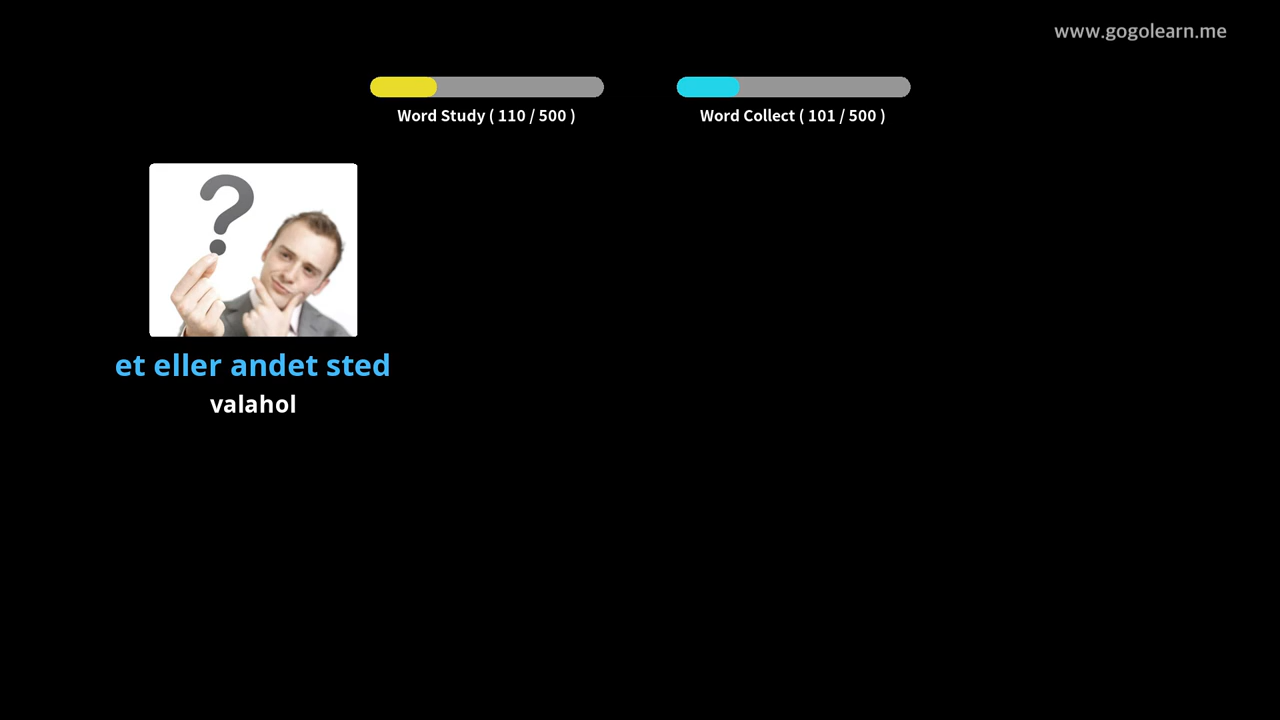 www.gogolearn.me
Word Study ( 110 / 500 )
Word Collect ( 101 / 500 )
?
et eller andet sted
valahol